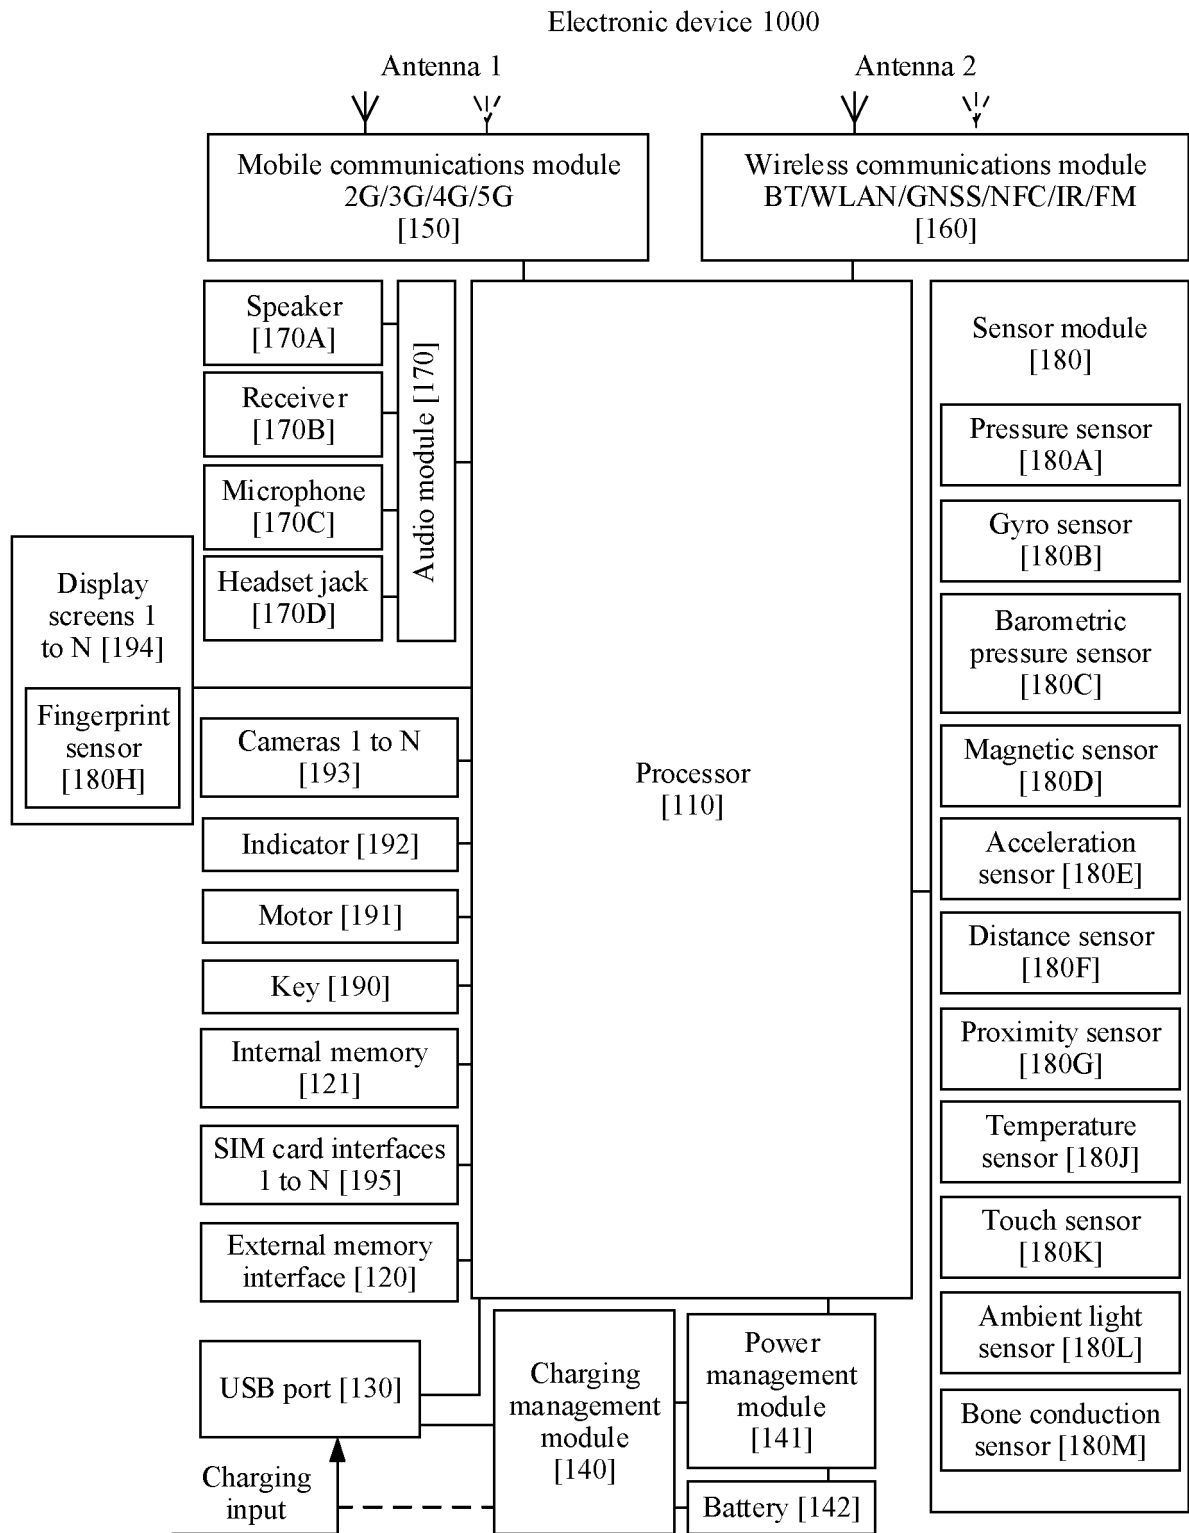 Electronic device 1000
Antenna 1
Antenna 2
Mobile communications module
2G/3G/4G/5G
[150]
Wireless communications module
BT/WLAN/GNSS/NFC/IR/FM
[160]
Speaker
[170A]
Receiver
[170B]
Microphone
[170C]
Headset jack
[170D]
Audio module [170]
Display
screens 1
to N [194]
Fingerprint
sensor
[180H]
Cameras 1 to N
[193]
Indicator [192]
Motor [191]
Key [190]
Internal memory
[121]
SIM card interfaces
1 to N [195]
External memory
interface [120]
Processor
[110]
Sensor module
[180]
Pressure sensor
[180A]
Gyro sensor
[180B]
Barometric
pressure sensor
[180C]
Magnetic sensor
[180D]
Acceleration
sensor [180E]
Distance sensor
[180F]
Proximity sensor
[180G]
Temperature
sensor [180J]
Touch sensor
[180K]
Ambient light
sensor [180L]
Bone conduction
sensor [180M]
USB port [130]
Charging
input
Charging
management
module
[140]
Power
management
module
[141]
Battery [142]